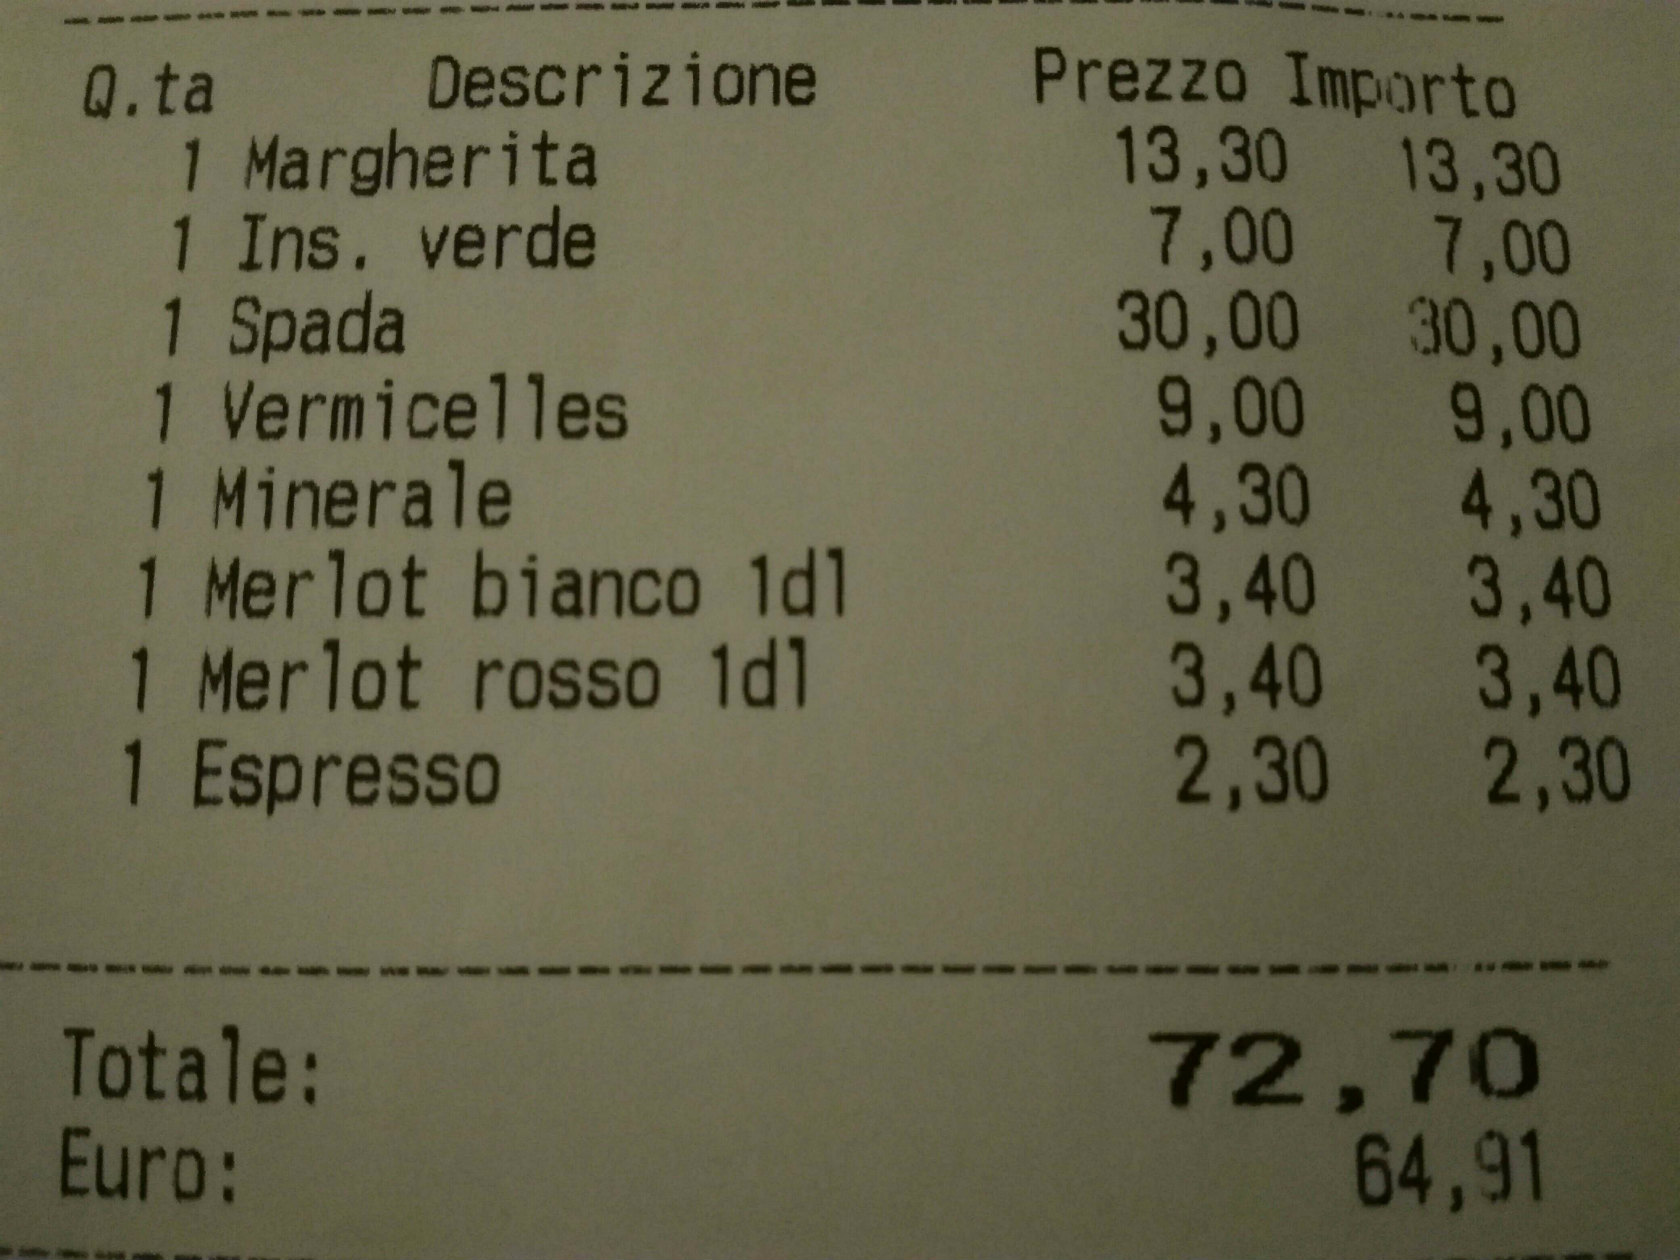 Q.ta Descrizione Prezzo Importo
1 Margherita 13,30 13,30
1 Ins. verde 7,00 7,00
1 Spada 30,00 30,00
1 Vermicelles 9,00 9,00
1 Minerale 4,30 4,30
1 Merlot bianco 1dl 3,40 3,40
1 Merlot rosso 1dl 3,40 3,40
1 Espresso 2,30 2,30
Totale: 72,70
Euro: 64,91